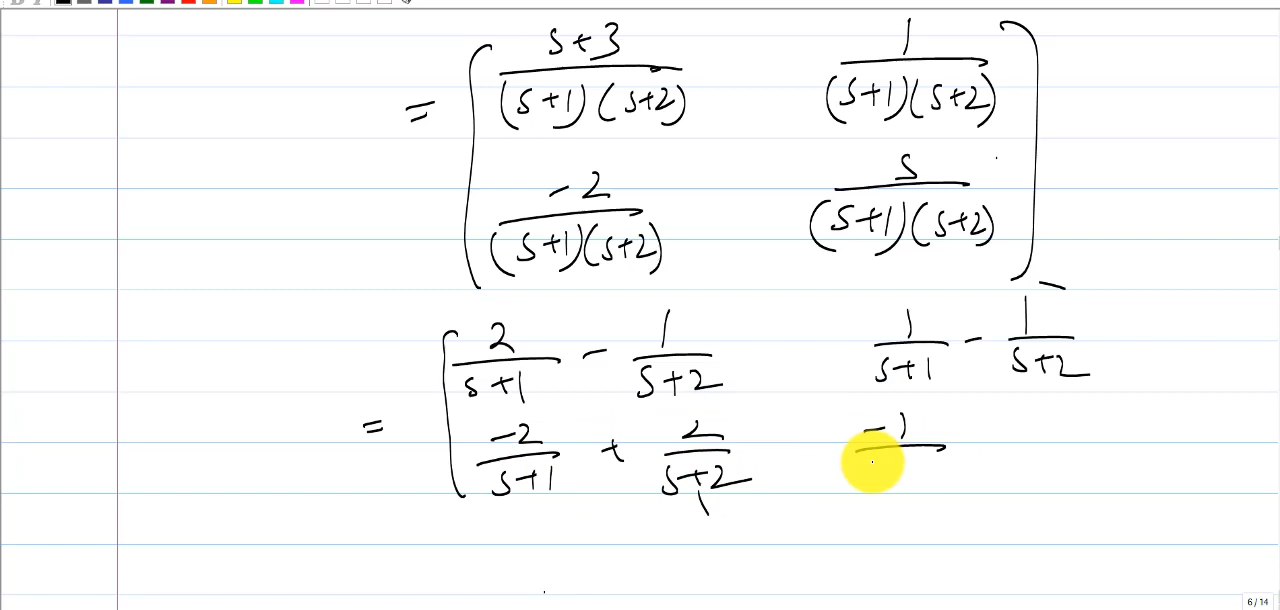 s+3 1
= (s+1)(s+2) (s+1)(s+2)
-2 s
(s+1)(s+2) (s+1)(s+2)
2 - 1 1 - 1
s+1 s+2 s+1 s+2
=
-2 + 2 -1
s+1 s+2
6 / 14